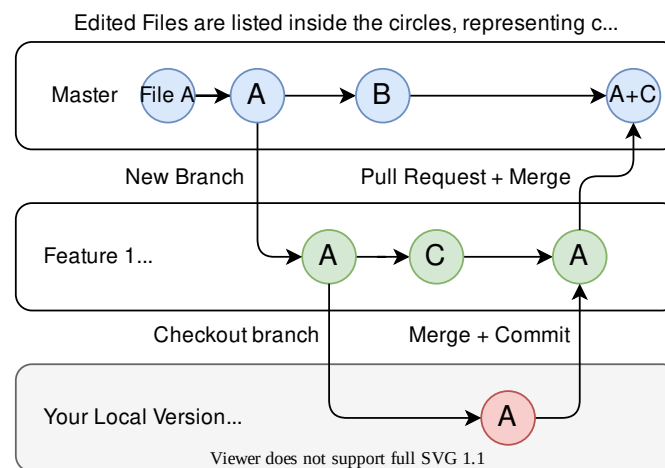 Edited Files are listed inside the circles, representing c...
Master
File A
A
B
A+C
New Branch
Pull Request + Merge
Feature 1...
A
C
A
Checkout branch
Merge + Commit
Your Local Version...
A
Viewer does not support full SVG 1.1